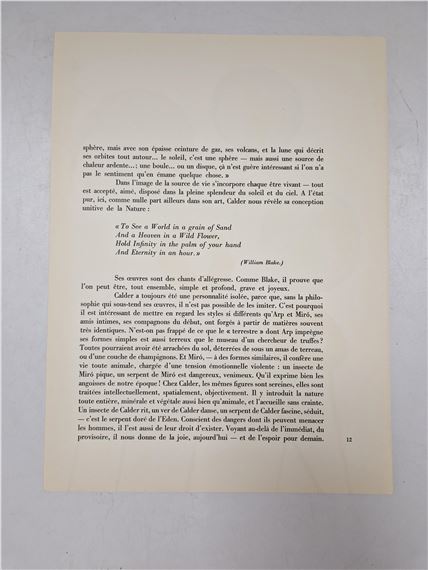 sphère, mais avec son épaisse ceinture de gaz, ses volcans, et la lune qui décrit
ses orbites tout autour... le soleil, c'est une sphère — mais aussi une source de
chaleur ardente...; une boule... ou un disque, çà n'est guère intéressant si l'on n'a
pas le sentiment qu'en émane quelque chose. »
Dans l'image de la source de vie s'incorpore chaque être vivant — tout
est accepté, aimé, disposé dans la pleine splendeur du soleil et du ciel. A l'état
pur, ici, comme nulle part ailleurs dans son art, Calder nous révèle sa conception
unitive de la Nature :
« To See a World in a grain of Sand
And a Heaven in a Wild Flower,
Hold Infinity in the palm of your hand
And Eternity in an hour. »
(William Blake.)
Ses œuvres sont des chants d'allégresse. Comme Blake, il prouve que
l'on peut être, tout ensemble, simple et profond, grave et joyeux.
Calder a toujours été une personnalité isolée, parce que, sans la philo-
sophie qui sous-tend ses œuvres, il n'est pas possible de les imiter. C'est pourquoi
il est intéressant de mettre en regard les styles si différents qu'Arp et Miró, ses
amis intimes, ses compagnons du début, ont forgés à partir de matières souvent
très identiques. N'est-on pas frappé de ce que le « terrestre » dont Arp imprègne
ses formes simples est aussi terreux que le museau d'un chercheur de truffes ?
Toutes pourraient avoir été arrachées du sol, déterrées de sous un amas de terreau,
ou d'une couche de champignons. Et Miró, — à des formes similaires, il confère une
vie toute animale, chargée d'une tension émotionnelle violente : un insecte de
Miró pique, un serpent de Miró est dangereux, venimeux. Qu'il exprime bien les
angoisses de notre époque ! Chez Calder, les mêmes figures sont sereines, elles sont
traitées intellectuellement, spatialement, objectivement. Il y introduit la nature
toute entière, minérale et végétale aussi bien qu'animale, et l'accueille sans crainte.
Un insecte de Calder rit, un ver de Calder danse, un serpent de Calder fascine, séduit,
— c'est le serpent doré de l'Eden. Conscient des dangers dont ils peuvent menacer
les hommes, il l'est aussi de leur droit d'exister. Voyant au-delà de l'immédiat, du
provisoire, il nous donne de la joie, aujourd'hui — et de l'espoir pour demain.
12